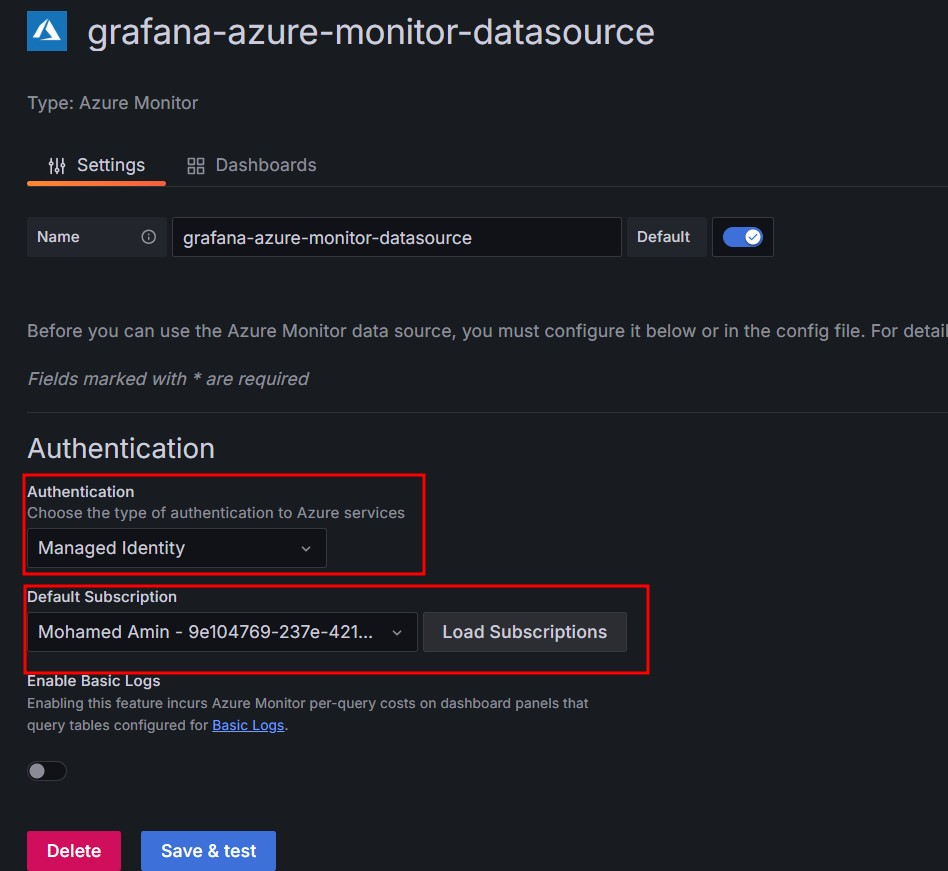 grafana-azure-monitor-datasource
Type: Azure Monitor
Settings Dashboards
Name grafana-azure-monitor-datasource Default
Before you can use the Azure Monitor data source, you must configure it below or in the config file. For detail
Fields marked with * are required
Authentication
Authentication
Choose the type of authentication to Azure services
Managed Identity
Default Subscription
Mohamed Amin - 9e104769-237e-421... Load Subscriptions
Enable Basic Logs
Enabling this feature incurs Azure Monitor per-query costs on dashboard panels that
query tables configured for Basic Logs.
Delete Save & test